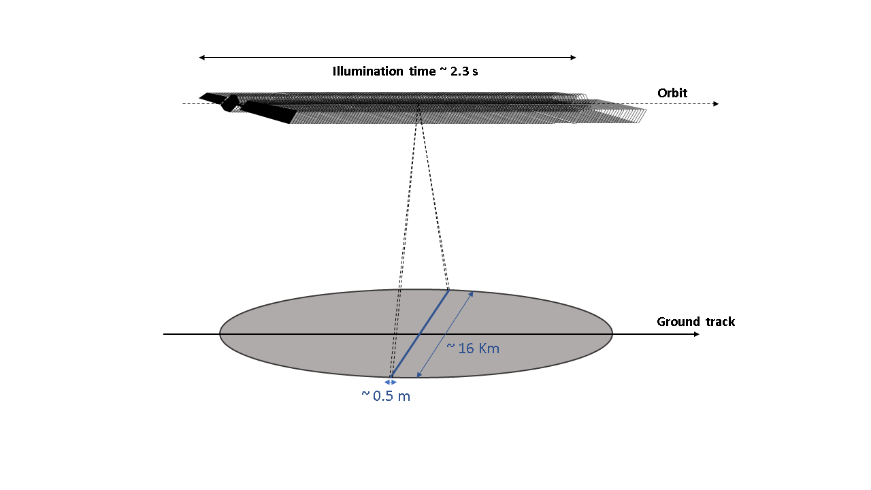 Illumination time ~ 2.3 s
Orbit
Ground track
~ 16 Km
~ 0.5 m